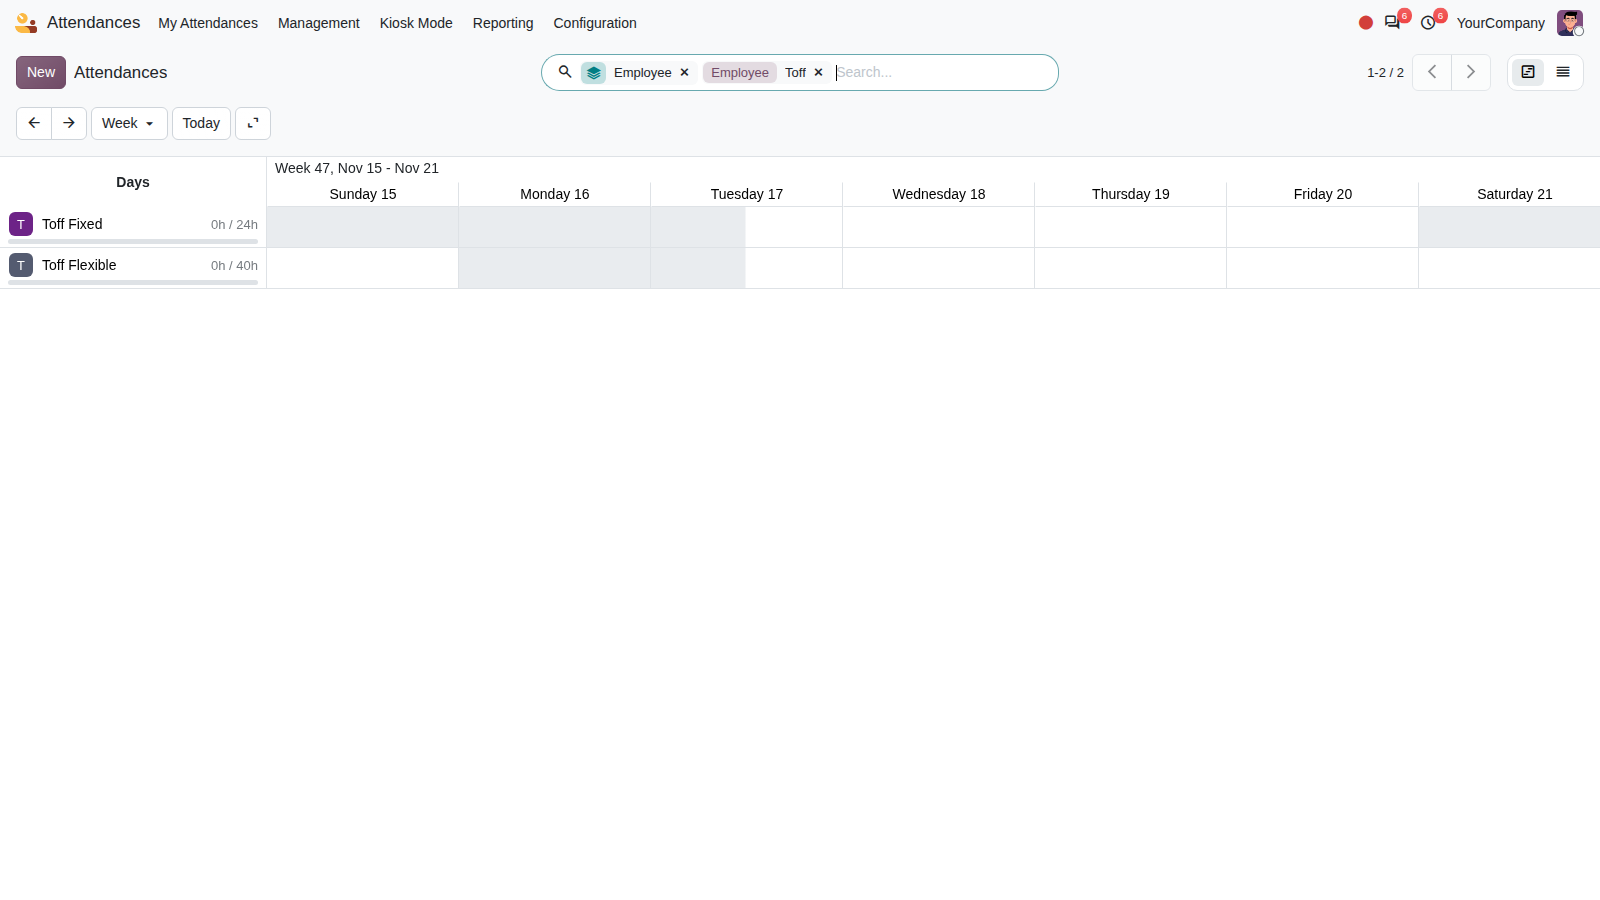 Attendances My Attendances Management Kiosk Mode Reporting Configuration 6 6 YourCompany
New Attendances Employee × Employee Toff × Search... 1-2 / 2
Week Today
Days
Week 47, Nov 15 - Nov 21
Sunday 15 Monday 16 Tuesday 17 Wednesday 18 Thursday 19 Friday 20 Saturday 21
T Toff Fixed 0h / 24h
T Toff Flexible 0h / 40h